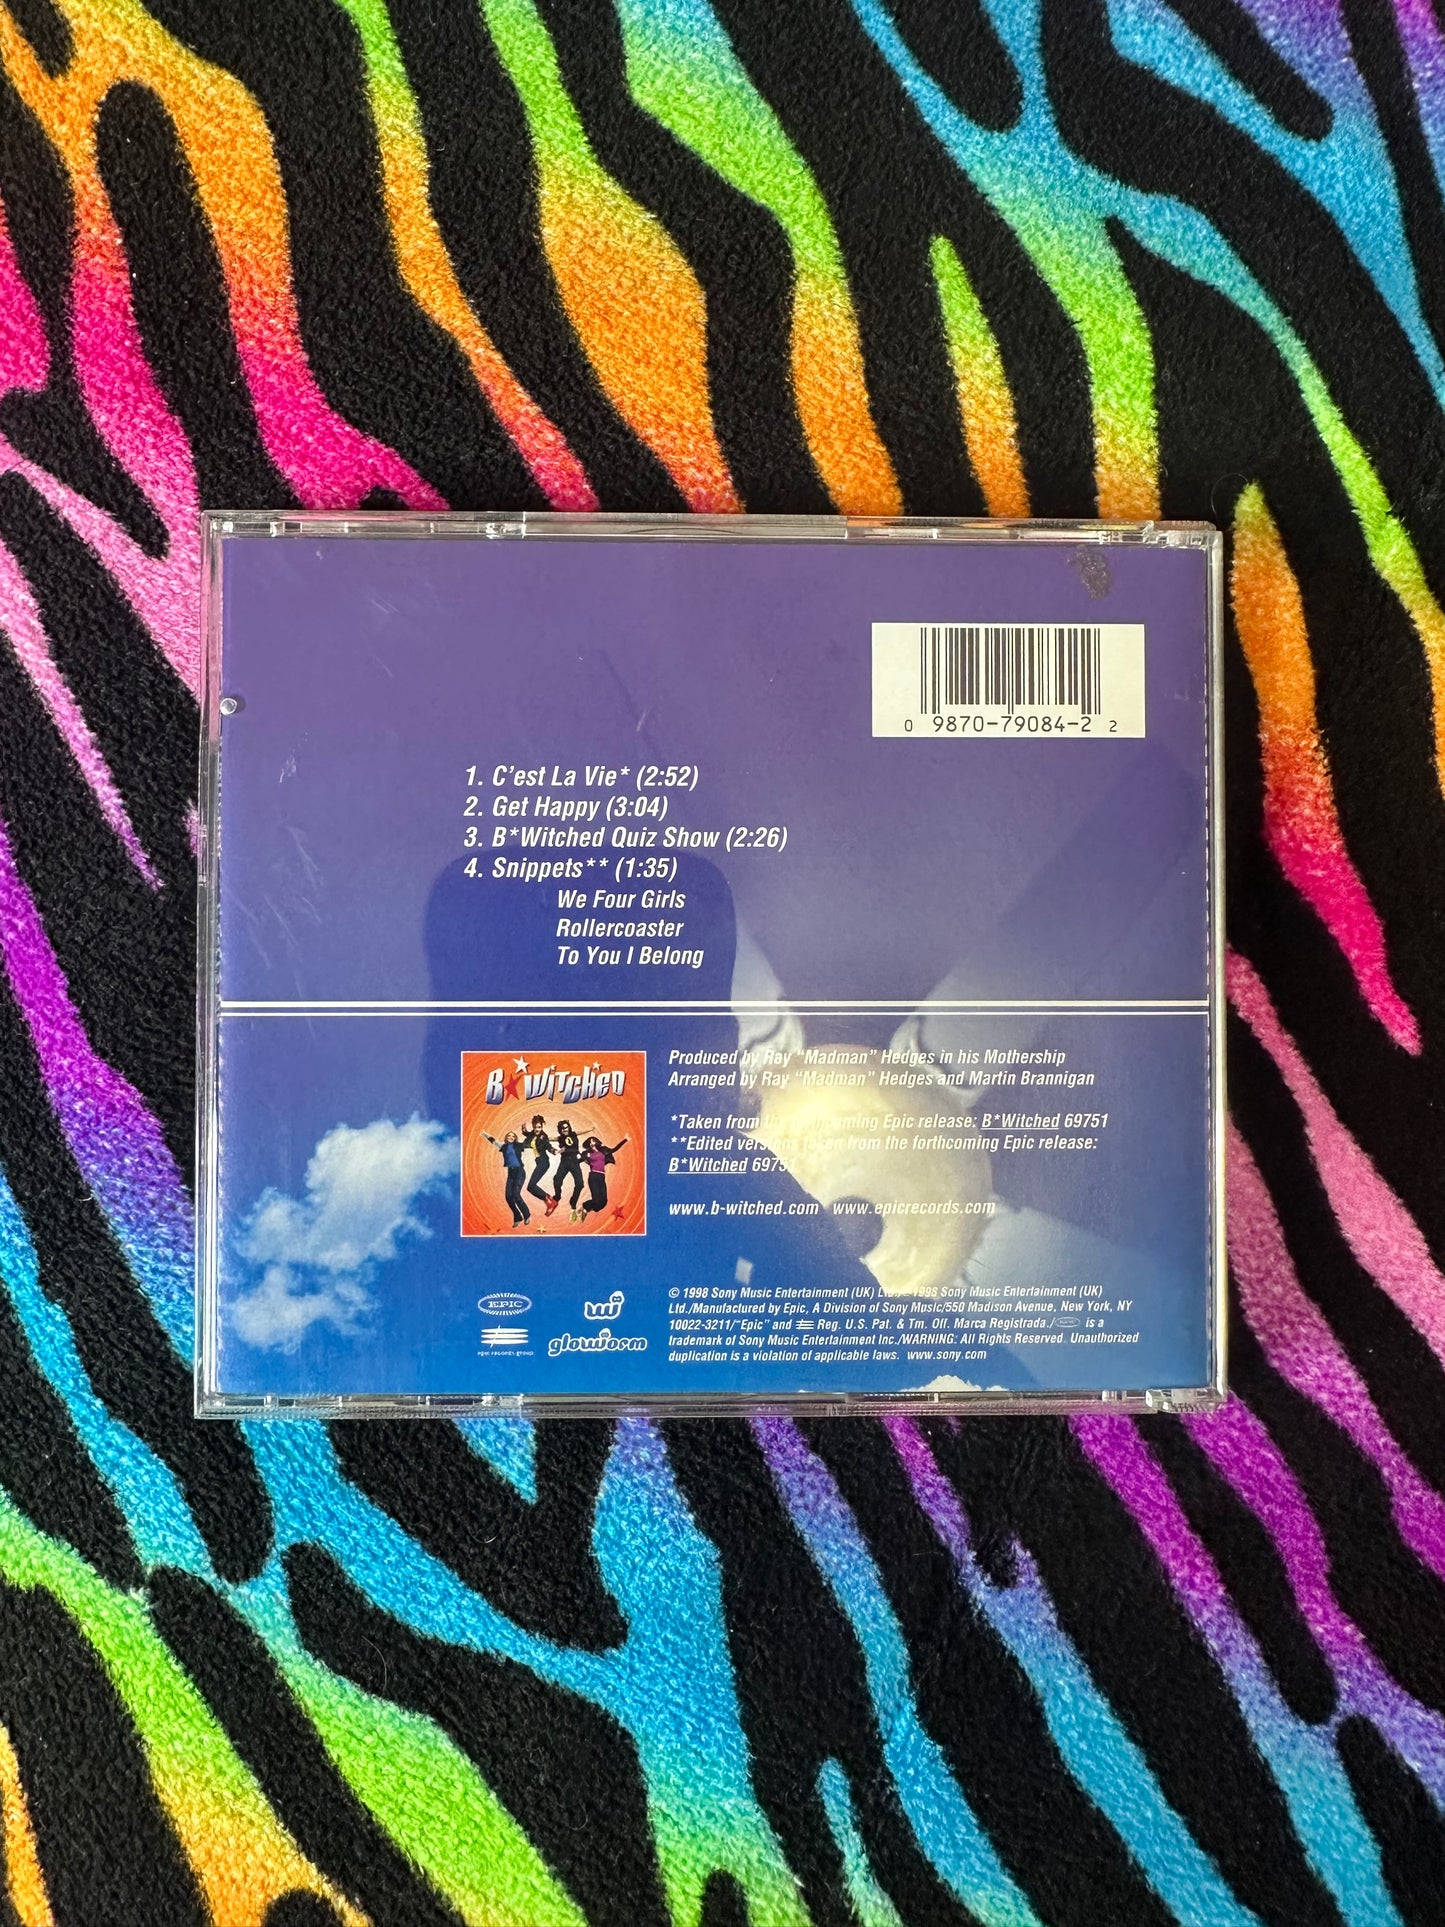 0 9870-79084-2 2
1. C'est La Vie* (2:52)
2. Get Happy (3:04)
3. B*Witched Quiz Show (2:26)
4. Snippets** (1:35)
We Four Girls
Rollercoaster
To You I Belong
B*WITCHED
Produced by Ray "Madman" Hedges in his Mothership
Arranged by Ray "Madman" Hedges and Martin Brannigan
*Taken from the forthcoming Epic release: B*Witched 69751
**Edited versions taken from the forthcoming Epic release:
B*Witched 69751
www.b-witched.com www.epicrecords.com
EPIC
epic records group
glowworm
© 1998 Sony Music Entertainment (UK) Ltd./℗ 1998 Sony Music Entertainment (UK)
Ltd./Manufactured by Epic, A Division of Sony Music/550 Madison Avenue, New York, NY
10022-3211/"Epic" and Reg. U.S. Pat. & Tm. Off. Marca Registrada./ is a
trademark of Sony Music Entertainment Inc./WARNING: All Rights Reserved. Unauthorized
duplication is a violation of applicable laws. www.sony.com